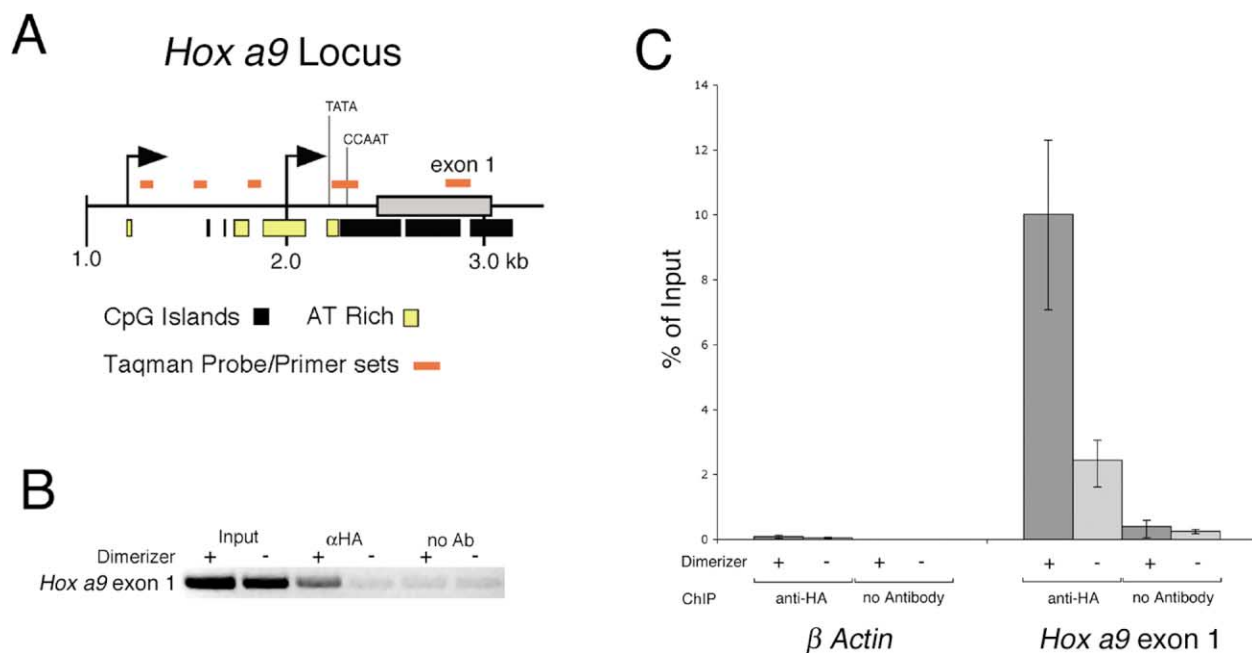 A
Hox a9 Locus
TATA
CCAAT
exon 1
1.0
2.0
3.0 kb
CpG Islands
AT Rich
Taqman Probe/Primer sets
B
Input
αHA
no Ab
Dimerizer
+
-
+
-
+
-
Hox a9 exon 1
C
14
12
10
8
6
4
2
0
% of Input
Dimerizer
+
-
+
-
+
-
+
-
ChIP
anti-HA
no Antibody
anti-HA
no Antibody
β Actin
Hox a9 exon 1